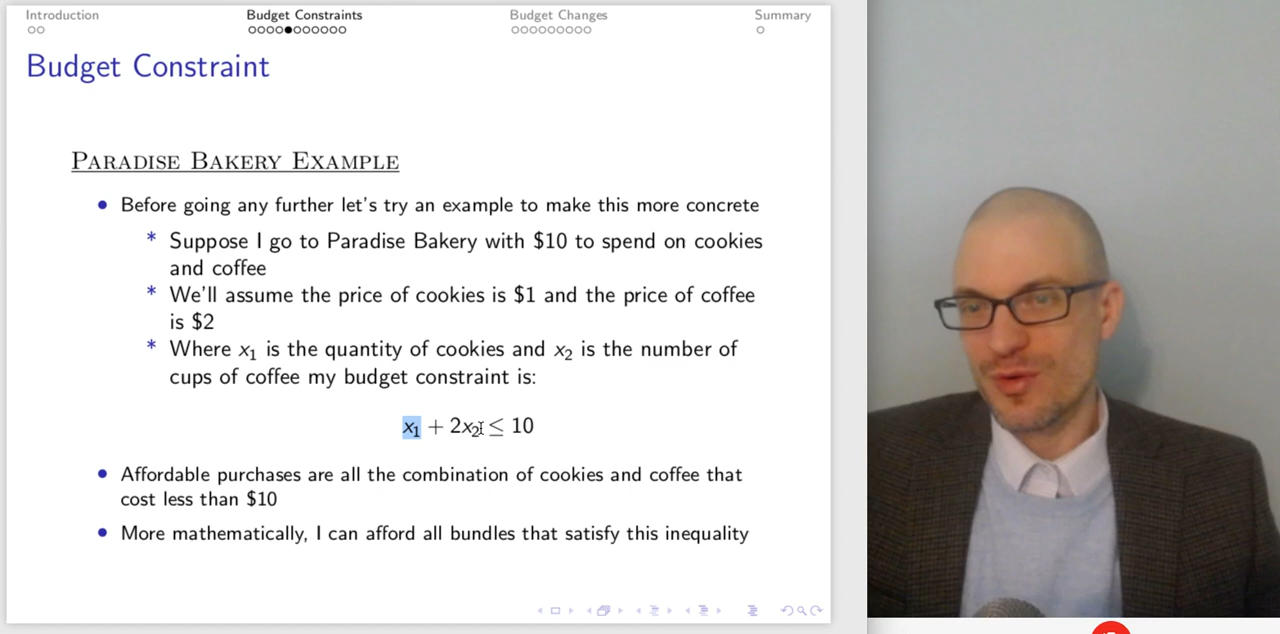 Introduction
Budget Constraints
Budget Changes
Summary
Budget Constraint
Paradise Bakery Example
• Before going any further let's try an example to make this more concrete
* Suppose I go to Paradise Bakery with $10 to spend on cookies
and coffee
* We'll assume the price of cookies is $1 and the price of coffee
is $2
* Where x₁ is the quantity of cookies and x₂ is the number of
cups of coffee my budget constraint is:
x₁ + 2x₂ ≤ 10
• Affordable purchases are all the combination of cookies and coffee that
cost less than $10
• More mathematically, I can afford all bundles that satisfy this inequality